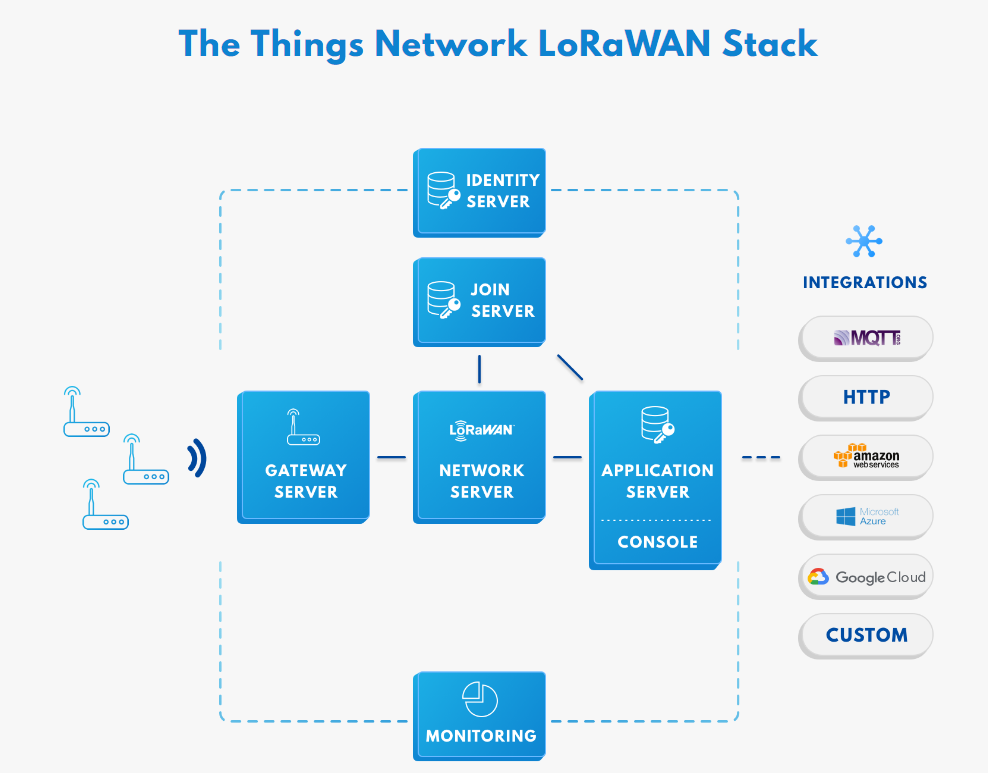 The Things Network LoRaWAN Stack
IDENTITY
SERVER
JOIN
SERVER
GATEWAY
SERVER
LoRaWAN
NETWORK
SERVER
APPLICATION
SERVER
CONSOLE
MONITORING
INTEGRATIONS
MQTT
HTTP
amazon
webservices
Microsoft
Azure
Google Cloud
CUSTOM